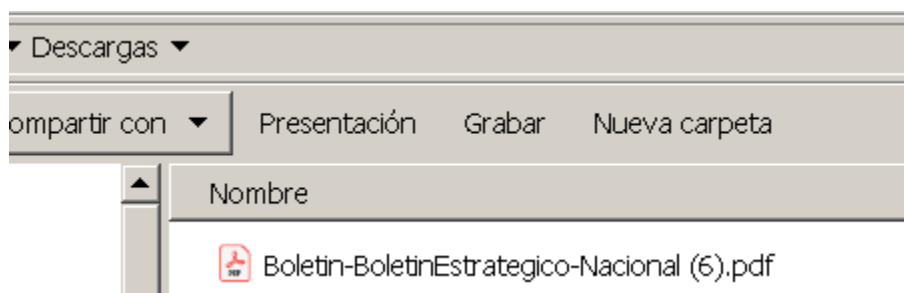 Descargas
ompartir con Presentación Grabar Nueva carpeta
Nombre
Boletin-BoletinEstrategico-Nacional (6).pdf